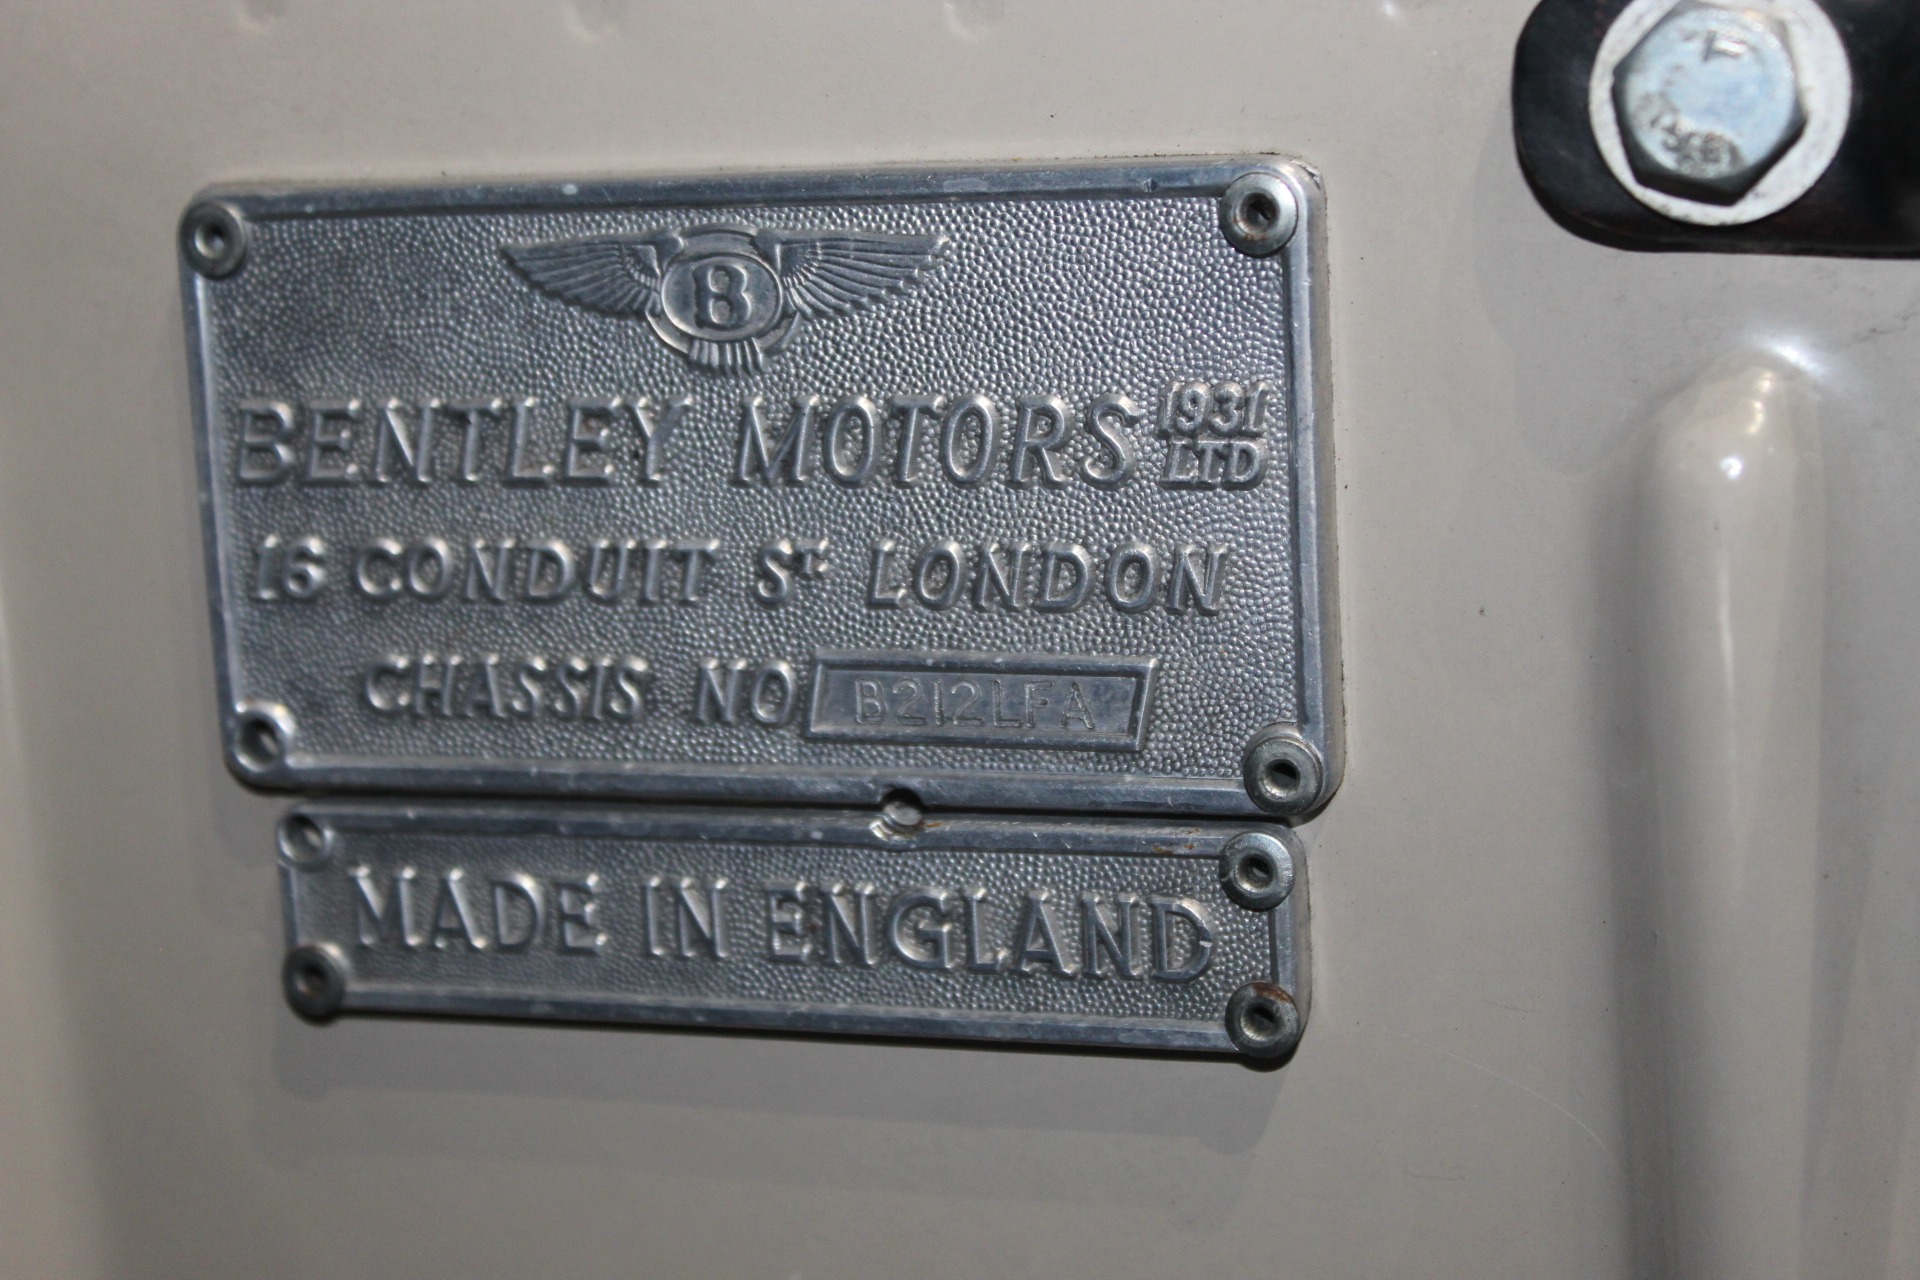 B
BENTLEY MOTORS 1931 LTD
16 CONDUIT ST. LONDON
CHASSIS NO B212LFA
MADE IN ENGLAND